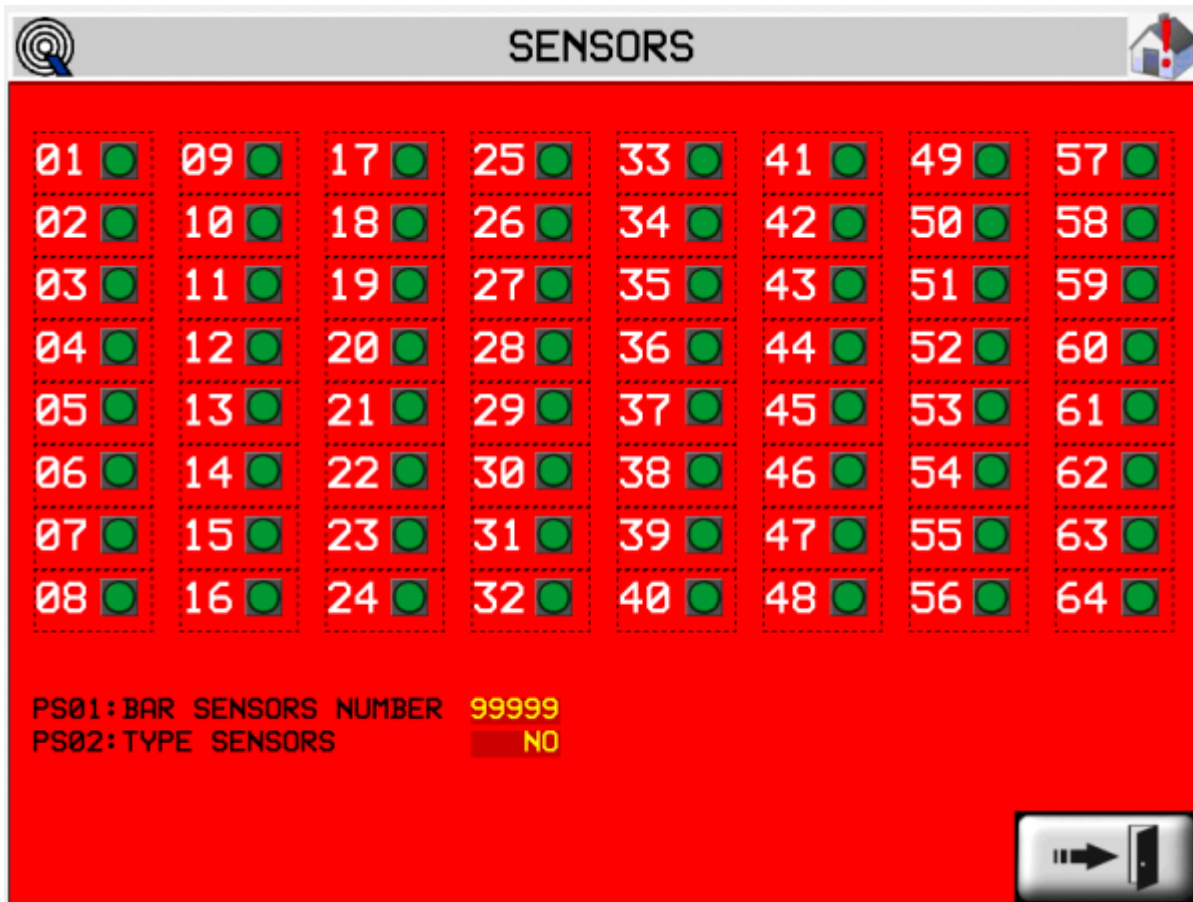 SENSORS
01 09 17 25 33 41 49 57
02 10 18 26 34 42 50 58
03 11 19 27 35 43 51 59
04 12 20 28 36 44 52 60
05 13 21 29 37 45 53 61
06 14 22 30 38 46 54 62
07 15 23 31 39 47 55 63
08 16 24 32 40 48 56 64
PS01:BAR SENSORS NUMBER 99999
PS02:TYPE SENSORS NO